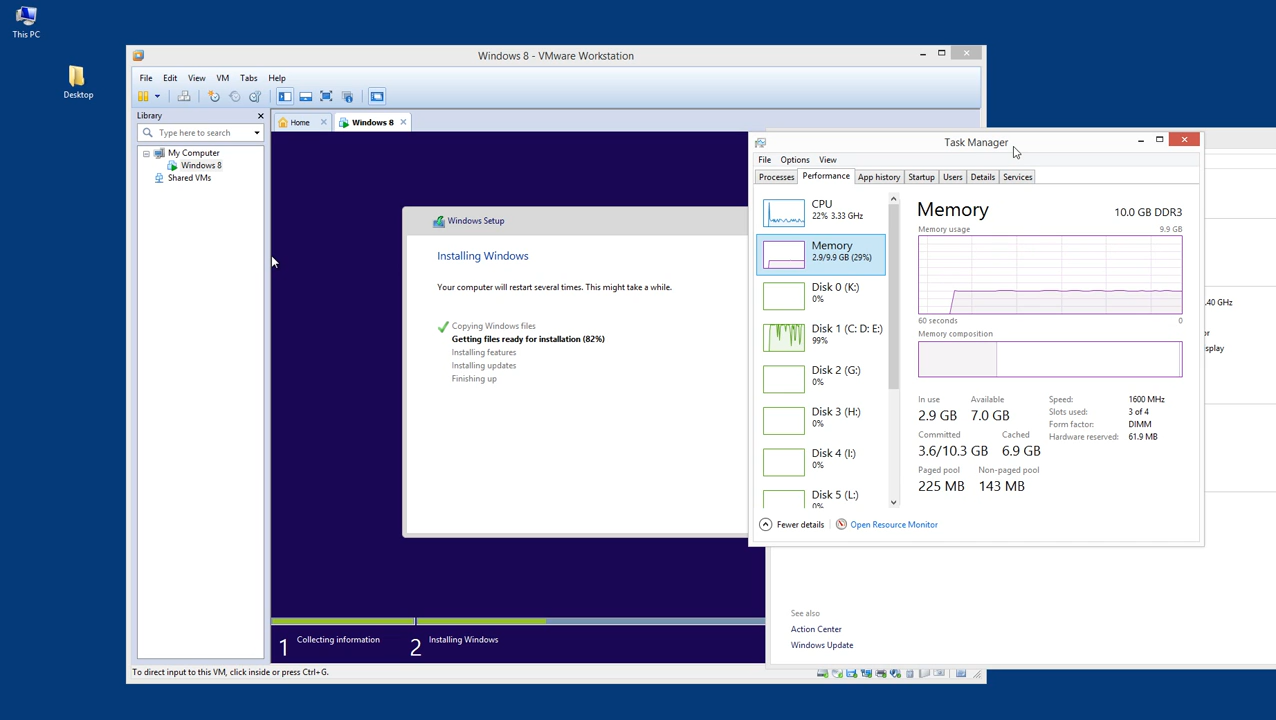 This PC
Desktop
Windows 8 - VMware Workstation
File Edit View VM Tabs Help
Library
Type here to search
My Computer
Windows 8
Shared VMs
Home
Windows 8
Windows Setup
Installing Windows
Your computer will restart several times. This might take a while.
Copying Windows files
Getting files ready for installation (82%)
Installing features
Installing updates
Finishing up
1 Collecting information
2 Installing Windows
To direct input to this VM, click inside or press Ctrl+G.
Task Manager
File Options View
Processes Performance App history Startup Users Details Services
CPU
22% 3.33 GHz
Memory
2.9/9.9 GB (29%)
Disk 0 (K:)
0%
Disk 1 (C: D: E:)
99%
Disk 2 (G:)
0%
Disk 3 (H:)
0%
Disk 4 (I:)
0%
Disk 5 (L:)
0%
Memory 10.0 GB DDR3
Memory usage 9.9 GB
60 seconds 0
Memory composition
In use Available
2.9 GB 7.0 GB
Committed Cached
3.6/10.3 GB 6.9 GB
Paged pool Non-paged pool
225 MB 143 MB
Speed: 1600 MHz
Slots used: 3 of 4
Form factor: DIMM
Hardware reserved: 61.9 MB
Fewer details
Open Resource Monitor
.40 GHz
or
splay
See also
Action Center
Windows Update